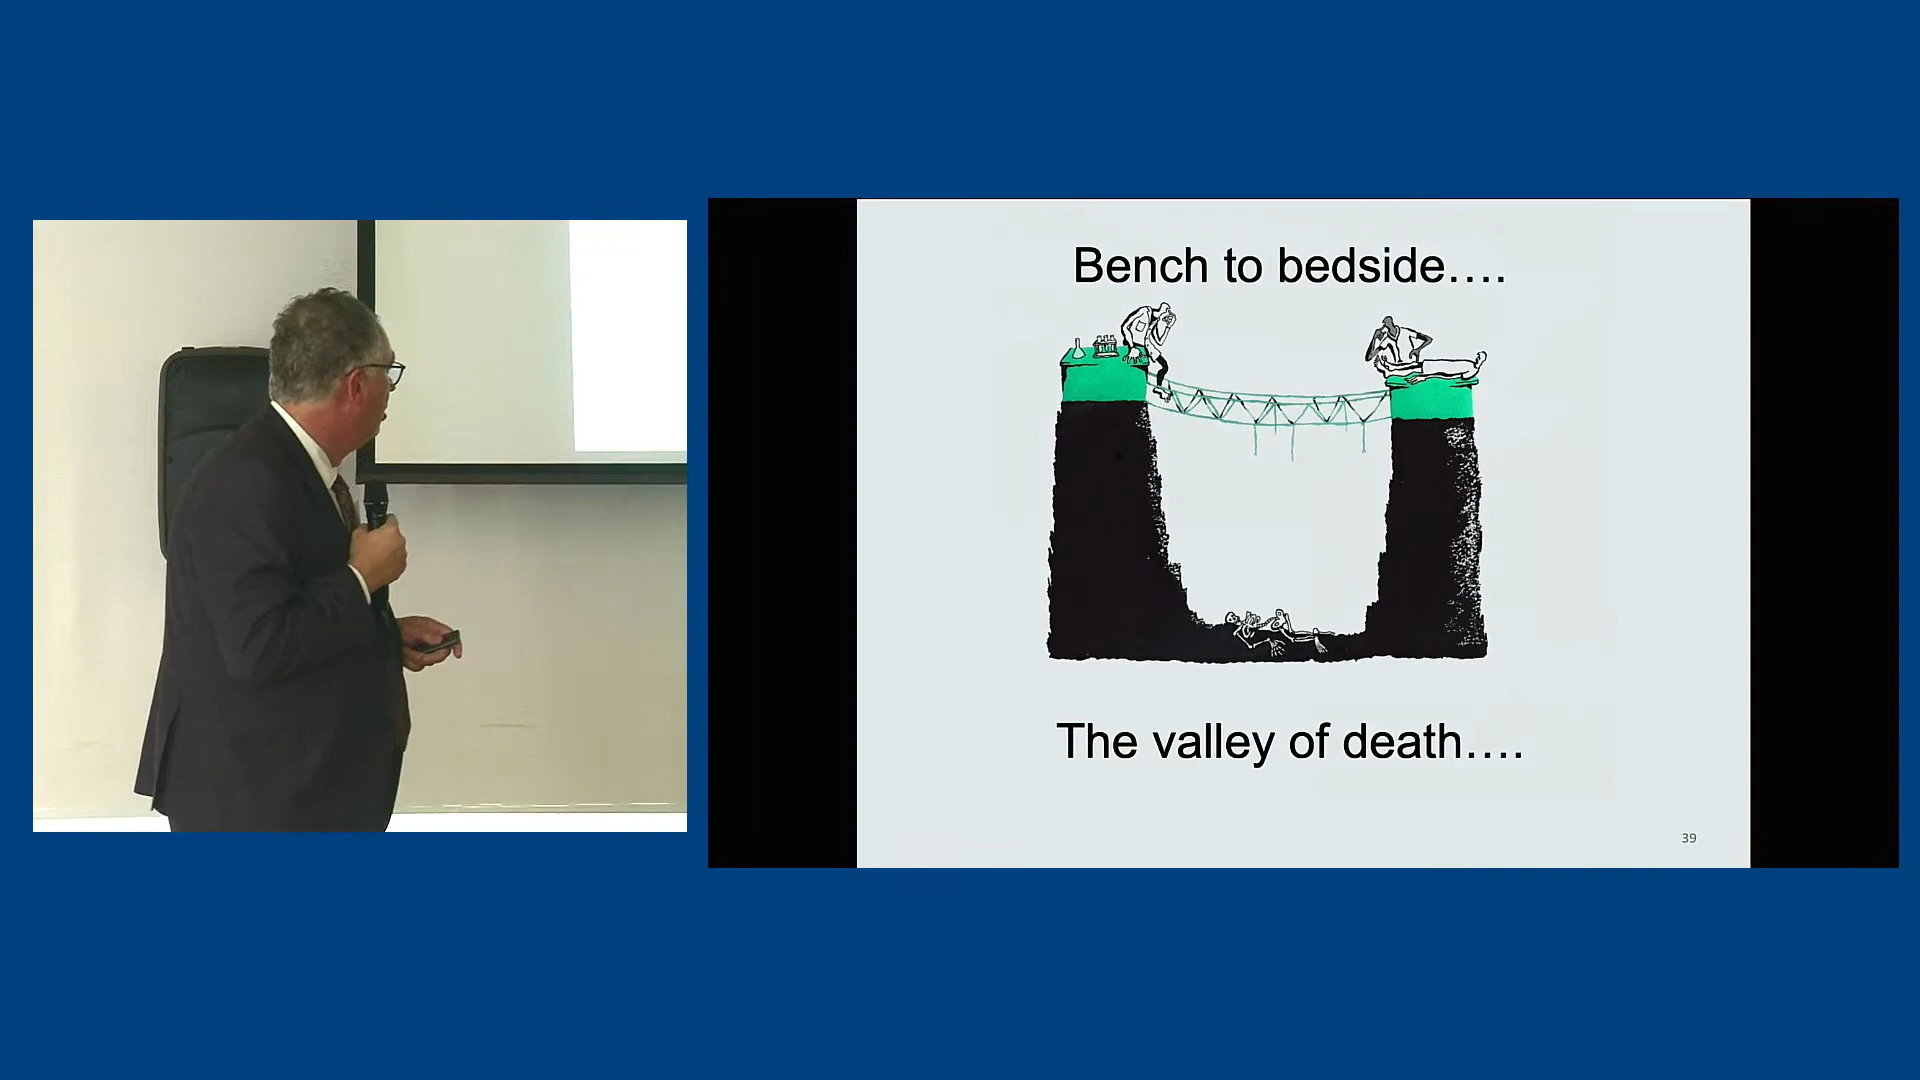 Bench to bedside….
The valley of death….
39